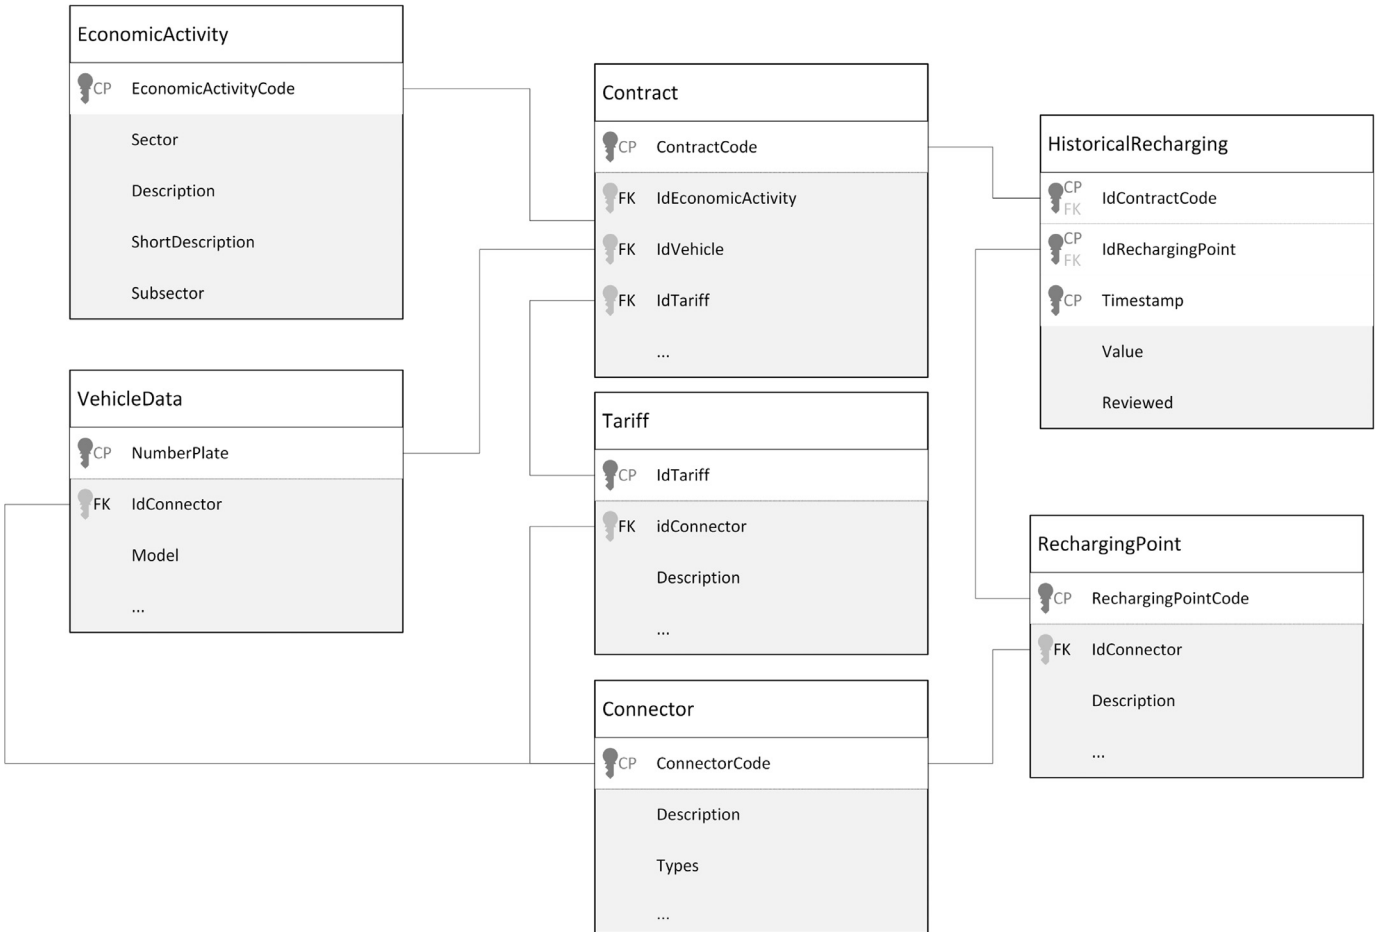 EconomicActivity
CP EconomicActivityCode
Sector
Description
ShortDescription
Subsector
VehicleData
CP NumberPlate
FK IdConnector
Model
...
Contract
CP ContractCode
FK IdEconomicActivity
FK IdVehicle
FK IdTariff
...
Tariff
CP IdTariff
FK idConnector
Description
...
Connector
CP ConnectorCode
Description
Types
...
HistoricalRecharging
CP
FK IdContractCode
CP
FK IdRechargingPoint
CP Timestamp
Value
Reviewed
RechargingPoint
CP RechargingPointCode
FK IdConnector
Description
...